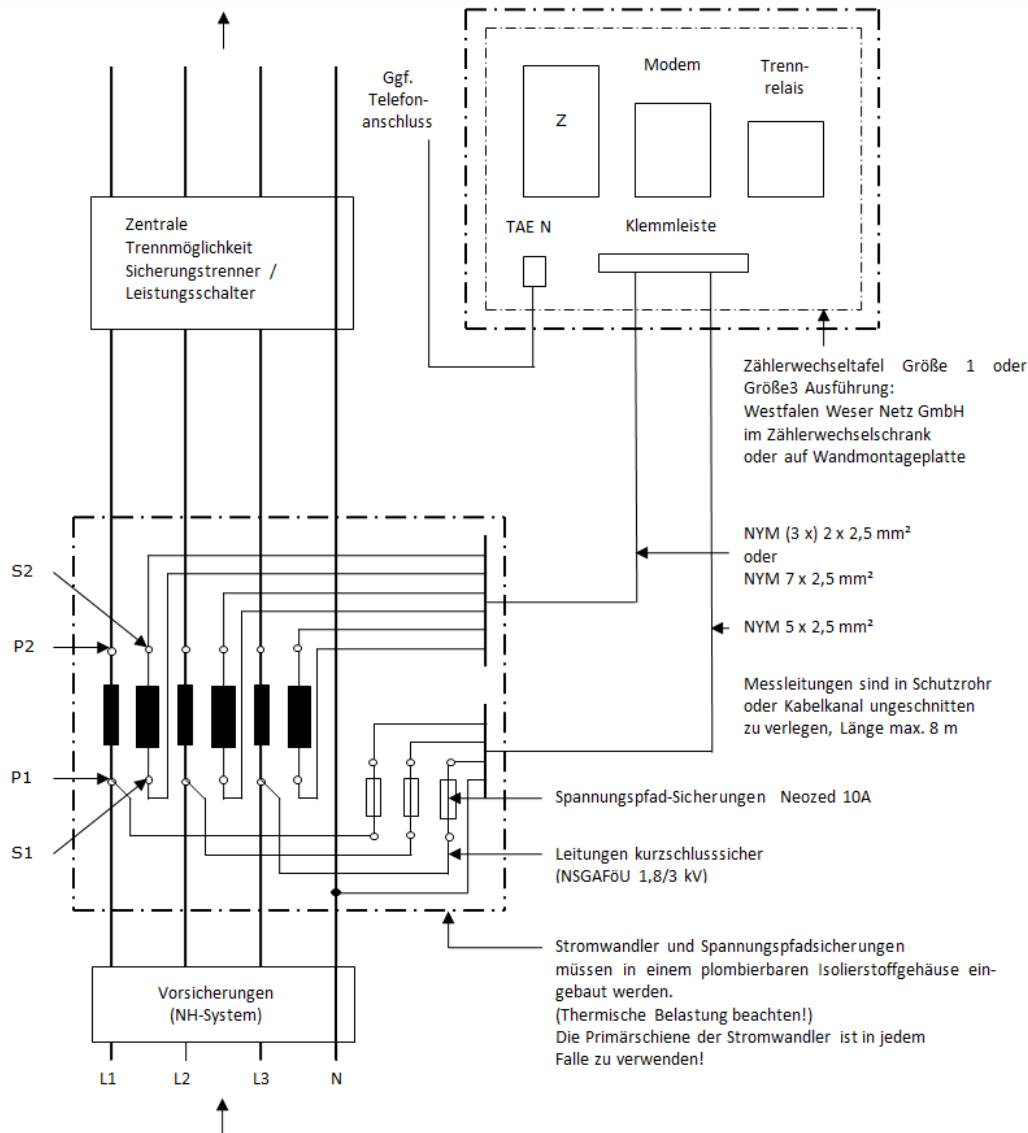 Ggf.
Telefon-
anschluss
Modem
Trenn-
relais
Z
TAE N
Klemmleiste
Zentrale
Trennmöglichkeit
Sicherungstrenner /
Leistungsschalter
Zählerwechseltafel Größe 1 oder
Größe3 Ausführung:
Westfalen Weser Netz GmbH
im Zählerwechselschrank
oder auf Wandmontageplatte
NYM (3 x) 2 x 2,5 mm²
oder
NYM 7 x 2,5 mm²
NYM 5 x 2,5 mm²
Messleitungen sind in Schutzrohr
oder Kabelkanal ungeschnitten
zu verlegen, Länge max. 8 m
S2
P2
P1
S1
Spannungspfad-Sicherungen Neozed 10A
Leitungen kurzschlusssicher
(NSGAFöU 1,8/3 kV)
Stromwandler und Spannungspfadsicherungen
müssen in einem plombierbaren Isolierstoffgehäuse ein-
gebaut werden.
(Thermische Belastung beachten!)
Die Primärschiene der Stromwandler ist in jedem
Falle zu verwenden!
Vorsicherungen
(NH-System)
L1 L2 L3 N